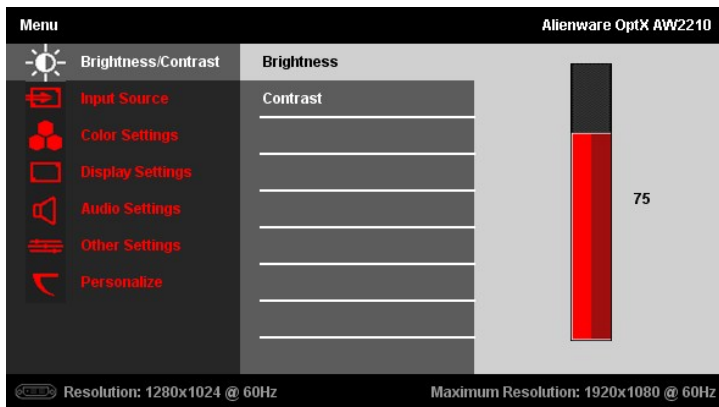 Menu Alienware OptX AW2210
Brightness/Contrast Brightness
Input Source Contrast
Color Settings
Display Settings
Audio Settings 75
Other Settings
Personalize
Resolution: 1280x1024 @ 60Hz Maximum Resolution: 1920x1080 @ 60Hz